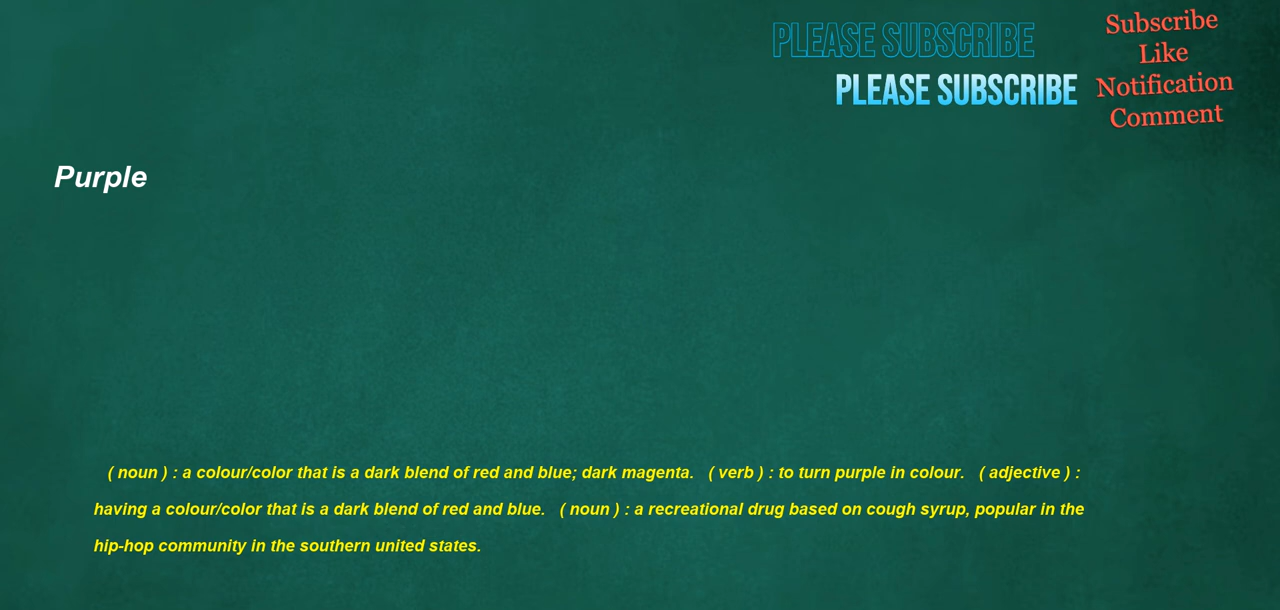 PLEASE SUBSCRIBE
PLEASE SUBSCRIBE
Subscribe
Like
Notification
Comment
Purple
( noun ) : a colour/color that is a dark blend of red and blue; dark magenta. ( verb ) : to turn purple in colour. ( adjective ) :
having a colour/color that is a dark blend of red and blue. ( noun ) : a recreational drug based on cough syrup, popular in the
hip-hop community in the southern united states.